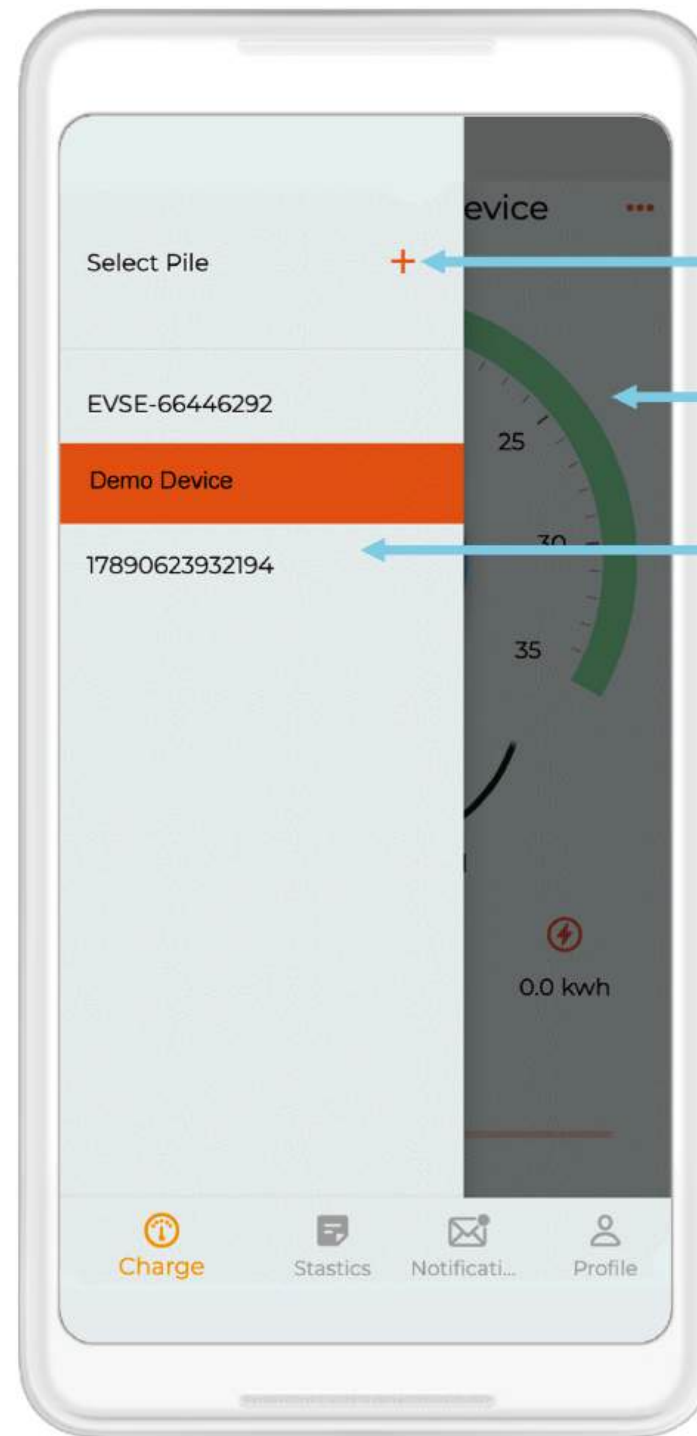 evice •••
Select Pile +
EVSE-66446292
25
Demo Device
17890623932194
30
35
0.0 kwh
Charge Stastics Notificati... Profile